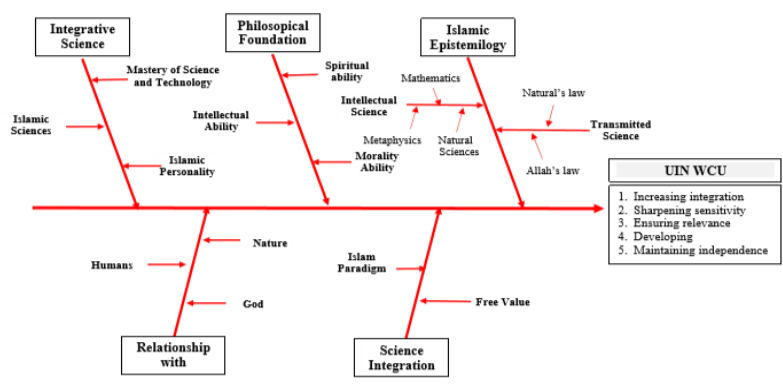 Integrative
Science
Philosopical
Foundation
Islamic
Epistemilogy
Mastery of Science
and Technology
Islamic
Sciences
Islamic
Personality
Spiritual
ability
Intellectual
Ability
Morality
Ability
Mathematics
Intellectual
Science
Metaphysics
Natural
Sciences
Natural's law
Transmitted
Science
Allah's law
UIN WCU
1. Increasing integration
2. Sharpening sensitivity
3. Ensuring relevance
4. Developing
5. Maintaining independence
Nature
Humans
God
Relationship
with
Islam
Paradigm
Free Value
Science
Integration